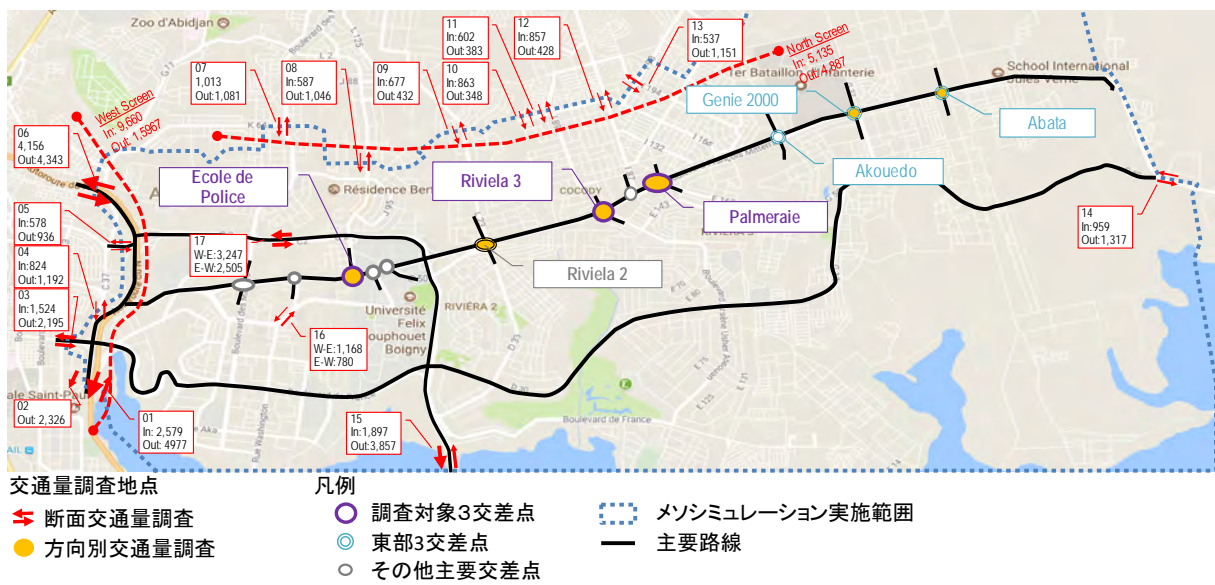 Zoo d'Abidjan
11
In:602
Out:383
12
In:857
Out:428
13
In:537
Out:1,151
North Screen
In: 5,135
Out:4,887
07
1,013
Out:1,081
08
In:587
Out:1,046
09
In:677
Out:432
10
In:863
Out:348
School International
Jules Verne
West Screen
In: 9,660
Out: 1,5967
Genie 2000
Abata
06
4,156
Out:4,343
Ecole de
Police
Résidence Ber
Riviela 3
COCODY
Palmeraie
Akouedo
05
In:578
Out:936
04
In:824
Out:1,192
03
In:1,524
Out:2,195
17
W-E:3,247
E-W:2,505
Riviela 2
14
In:959
Out:1,317
RIVIÉRA 2
Université
Felix
Houphouet
Boigny
16
W-E:1,168
E-W:780
ale Saint-Paul
02
Out: 2,326
01
In: 2,579
Out: 4977
15
In:1,897
Out:3,857
Rue Washington
Boulevard de France
交通量調査地点
断面交通量調査
方向別交通量調査
凡例
調査対象3交差点
東部3交差点
その他主要交差点
メソシミュレーション実施範囲
主要路線